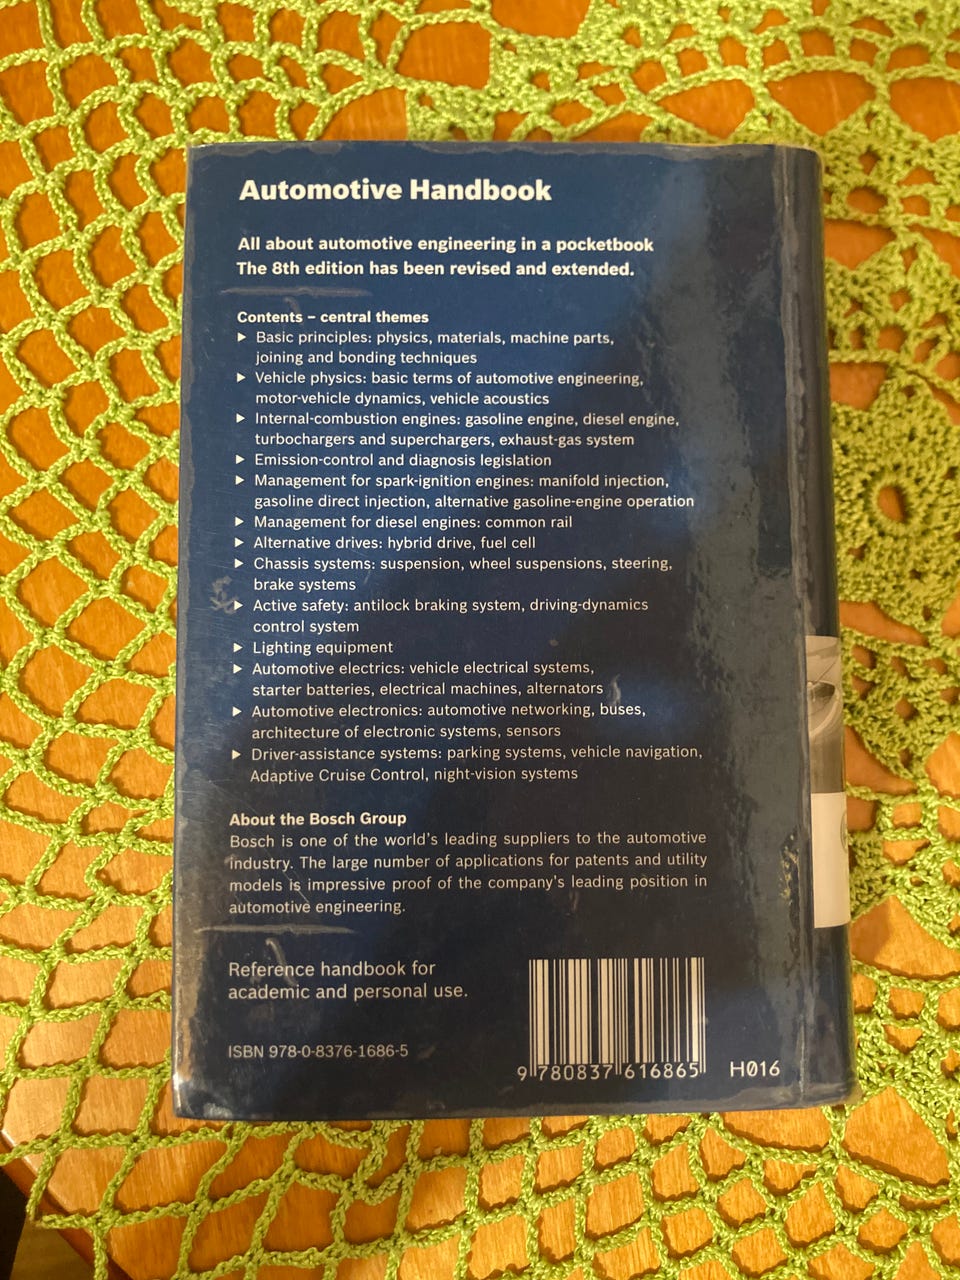 Automotive Handbook
All about automotive engineering in a pocketbook
The 8th edition has been revised and extended.
Contents – central themes
► Basic principles: physics, materials, machine parts,
joining and bonding techniques
► Vehicle physics: basic terms of automotive engineering,
motor-vehicle dynamics, vehicle acoustics
► Internal-combustion engines: gasoline engine, diesel engine,
turbochargers and superchargers, exhaust-gas system
► Emission-control and diagnosis legislation
► Management for spark-ignition engines: manifold injection,
gasoline direct injection, alternative gasoline-engine operation
► Management for diesel engines: common rail
► Alternative drives: hybrid drive, fuel cell
► Chassis systems: suspension, wheel suspensions, steering,
brake systems
► Active safety: antilock braking system, driving-dynamics
control system
► Lighting equipment
► Automotive electrics: vehicle electrical systems,
starter batteries, electrical machines, alternators
► Automotive electronics: automotive networking, buses,
architecture of electronic systems, sensors
► Driver-assistance systems: parking systems, vehicle navigation,
Adaptive Cruise Control, night-vision systems
About the Bosch Group
Bosch is one of the world's leading suppliers to the automotive
industry. The large number of applications for patents and utility
models is impressive proof of the company's leading position in
automotive engineering.
Reference handbook for
academic and personal use.
ISBN 978-0-8376-1686-5
9 780837 616865
H016